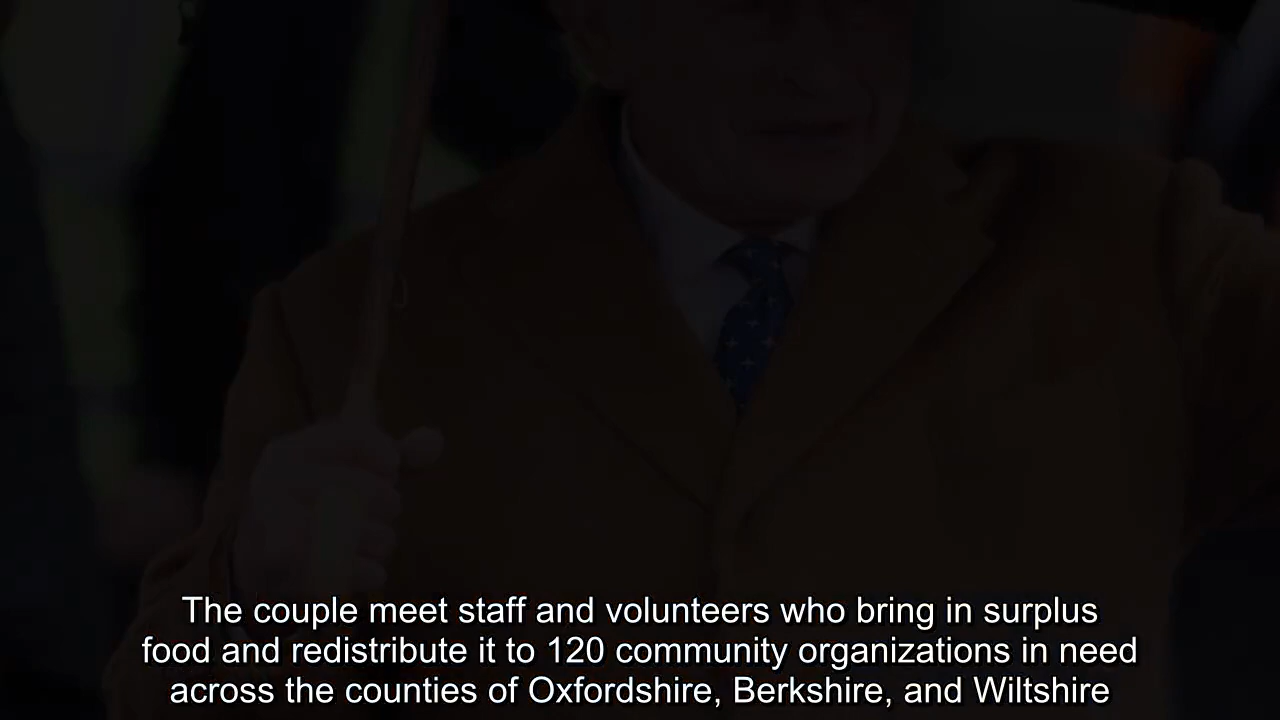 The couple meet staff and volunteers who bring in surplus
food and redistribute it to 120 community organizations in need
across the counties of Oxfordshire, Berkshire, and Wiltshire